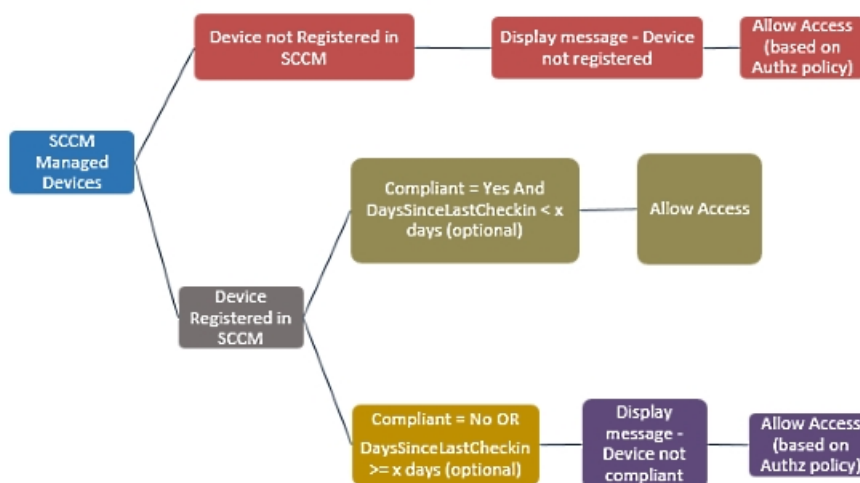 Device not Registered in
SCCM
Display message - Device
not registered
Allow Access
(based on
Authz policy)
SCCM
Managed
Devices
Compliant = Yes And
DaysSinceLastCheckin < x
days (optional)
Allow Access
Device
Registered in
SCCM
Compliant = No OR
DaysSinceLastCheckin
>= x days (optional)
Display
message -
Device not
compliant
Allow Access
(based on
Authz policy)